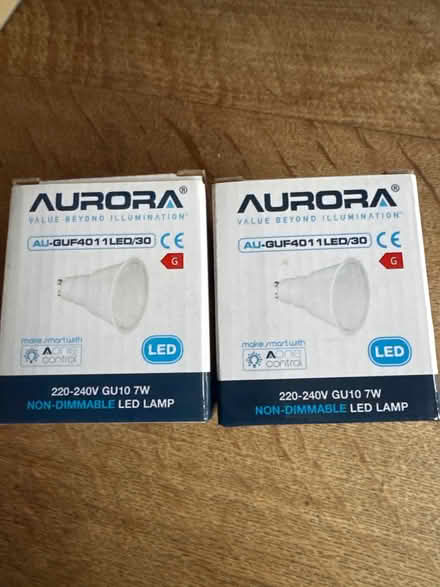 AURORA®
VALUE BEYOND ILLUMINATION™
AU-GUF4011LED/30 CE
G
make smart with
Aone
control
LED
220-240V GU10 7W
NON-DIMMABLE LED LAMP
AURORA®
VALUE BEYOND ILLUMINATION™
AU-GUF4011LED/30 CE
G
make smart with
Aone
control
LED
220-240V GU10 7W
NON-DIMMABLE LED LAMP